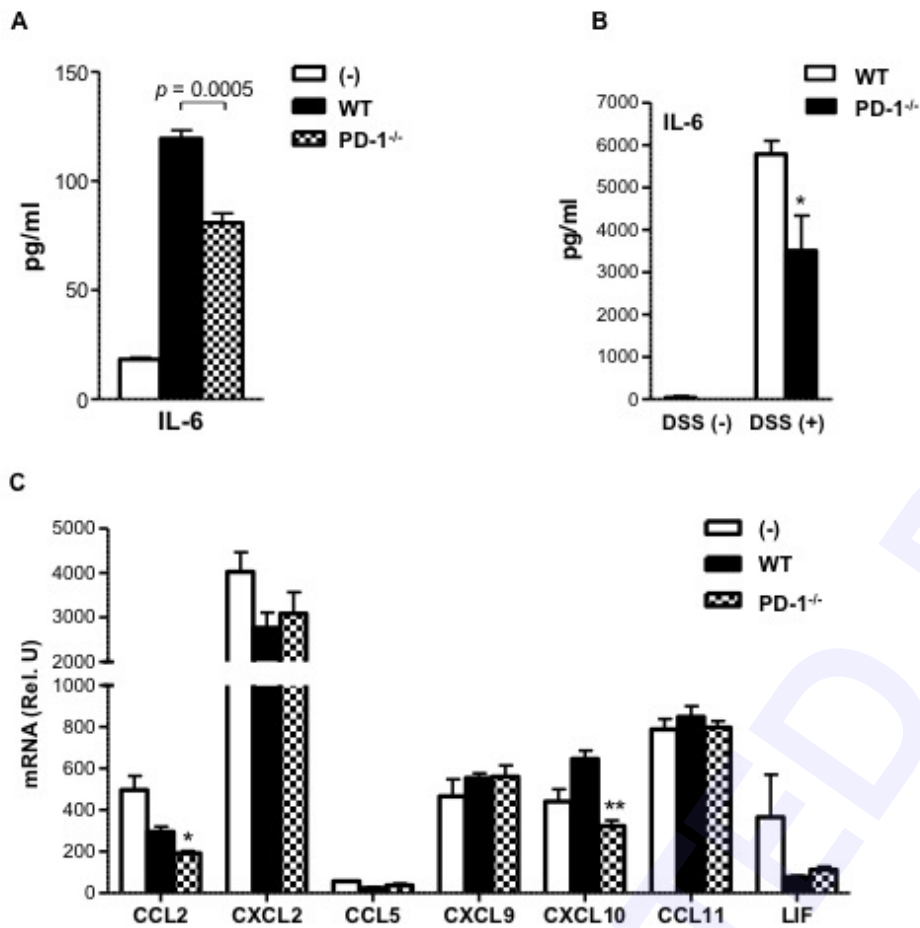 A
150
100
50
0
pg/ml
p = 0.0005
(-)
WT
PD-1-/-
IL-6
B
WT
PD-1-/-
IL-6
7000
6000
5000
4000
3000
2000
1000
0
pg/ml
*
DSS (-) DSS (+)
C
(-)
WT
PD-1-/-
5000
4000
3000
2000
1000
800
600
400
200
0
mRNA (Rel. U)
*
**
CCL2 CXCL2 CCL5 CXCL9 CXCL10 CCL11 LIF
TED